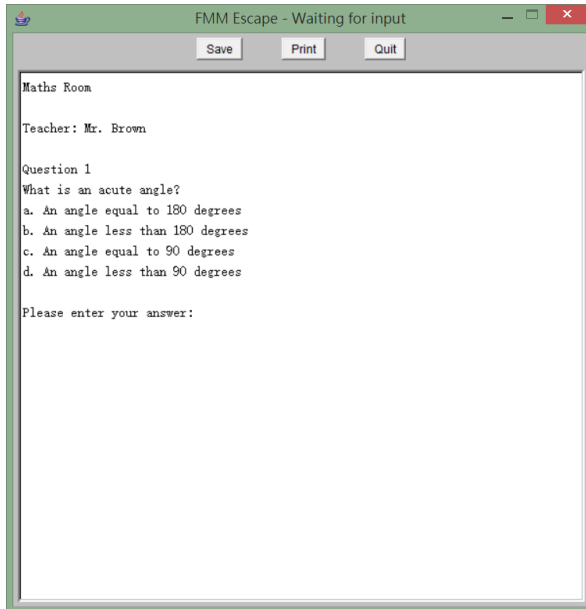 FMM Escape - Waiting for input
Save Print Quit
Maths Room
Teacher: Mr. Brown
Question 1
What is an acute angle?
a. An angle equal to 180 degrees
b. An angle less than 180 degrees
c. An angle equal to 90 degrees
d. An angle less than 90 degrees
Please enter your answer: